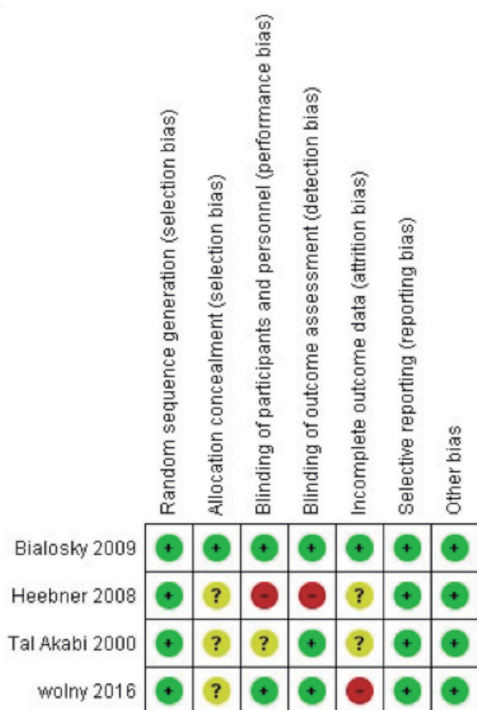 Random sequence generation (selection bias)
Allocation concealment (selection bias)
Blinding of participants and personnel (performance bias)
Blinding of outcome assessment (detection bias)
Incomplete outcome data (attrition bias)
Selective reporting (reporting bias)
Other bias
Bialosky 2009 + + + + + + +
Heebner 2008 + ? - - ? + +
Tal Akabi 2000 + ? ? + ? + +
wolny 2016 + ? + + - + +